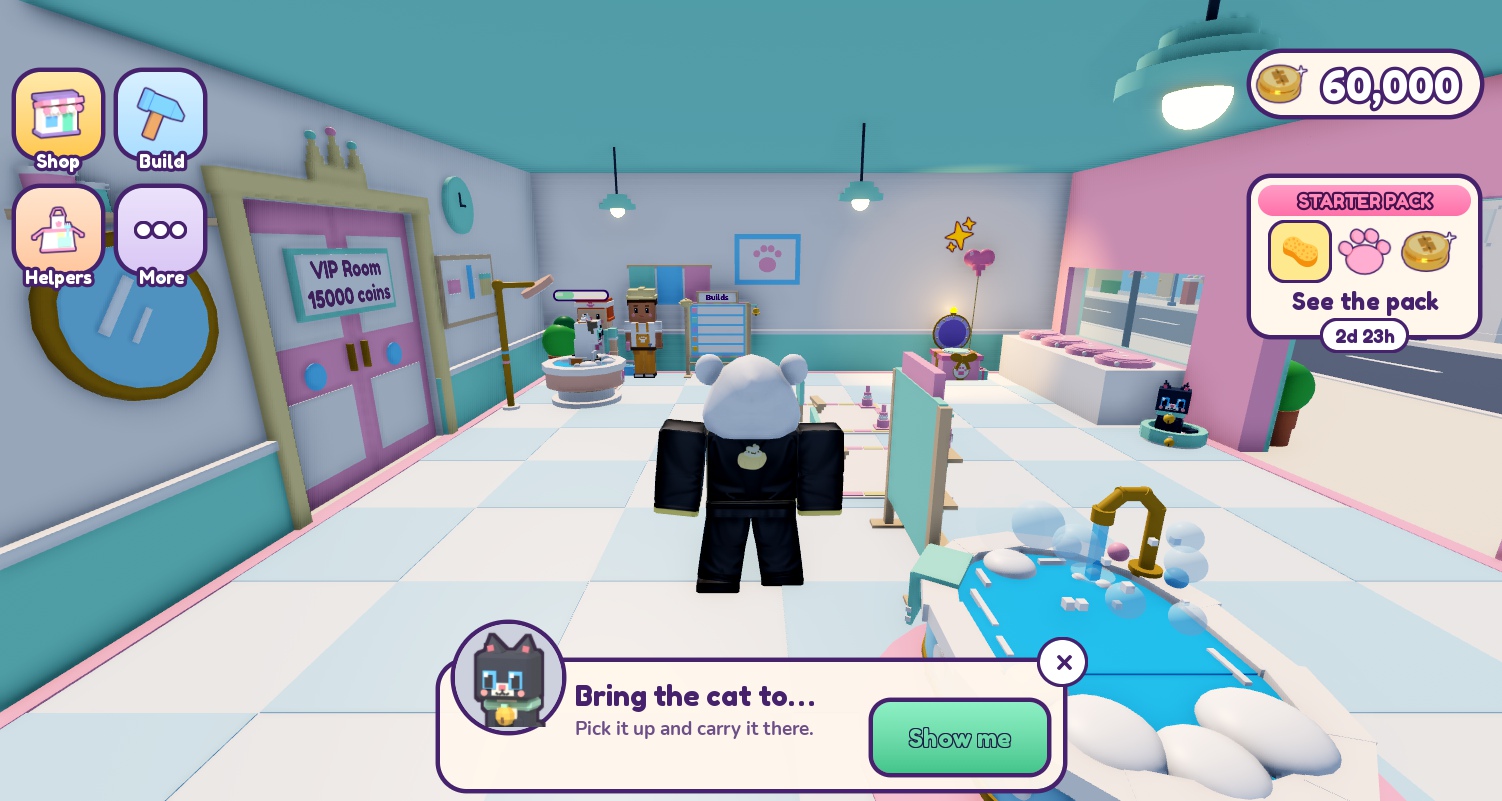 60,000
Shop
Build
STARTER PACK
Helpers
More
VIP Room
15000 coins
See the pack
2d 23h
Builds
Bring the cat to...
Pick it up and carry it there.
Show me